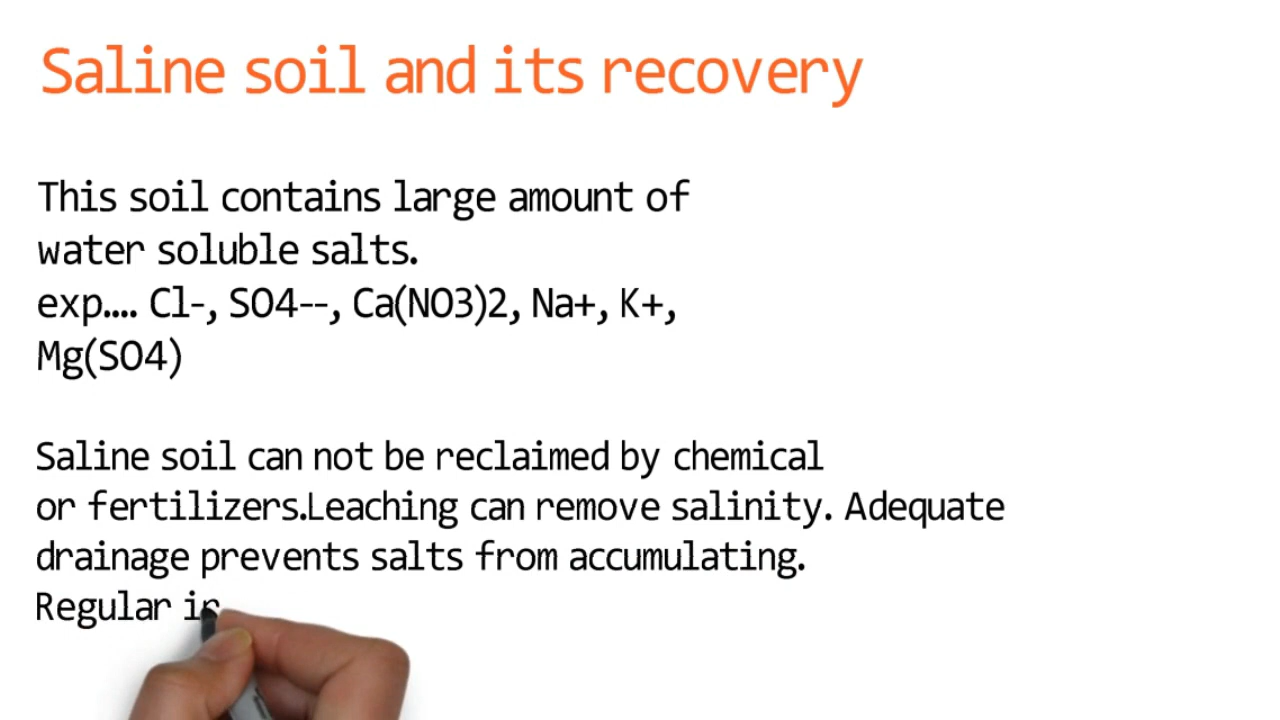 Saline soil and its recovery
This soil contains large amount of
water soluble salts.
exp.... Cl-, SO4--, Ca(NO3)2, Na+, K+,
Mg(SO4)
Saline soil can not be reclaimed by chemical
or fertilizers.Leaching can remove salinity. Adequate
drainage prevents salts from accumulating.
Regular